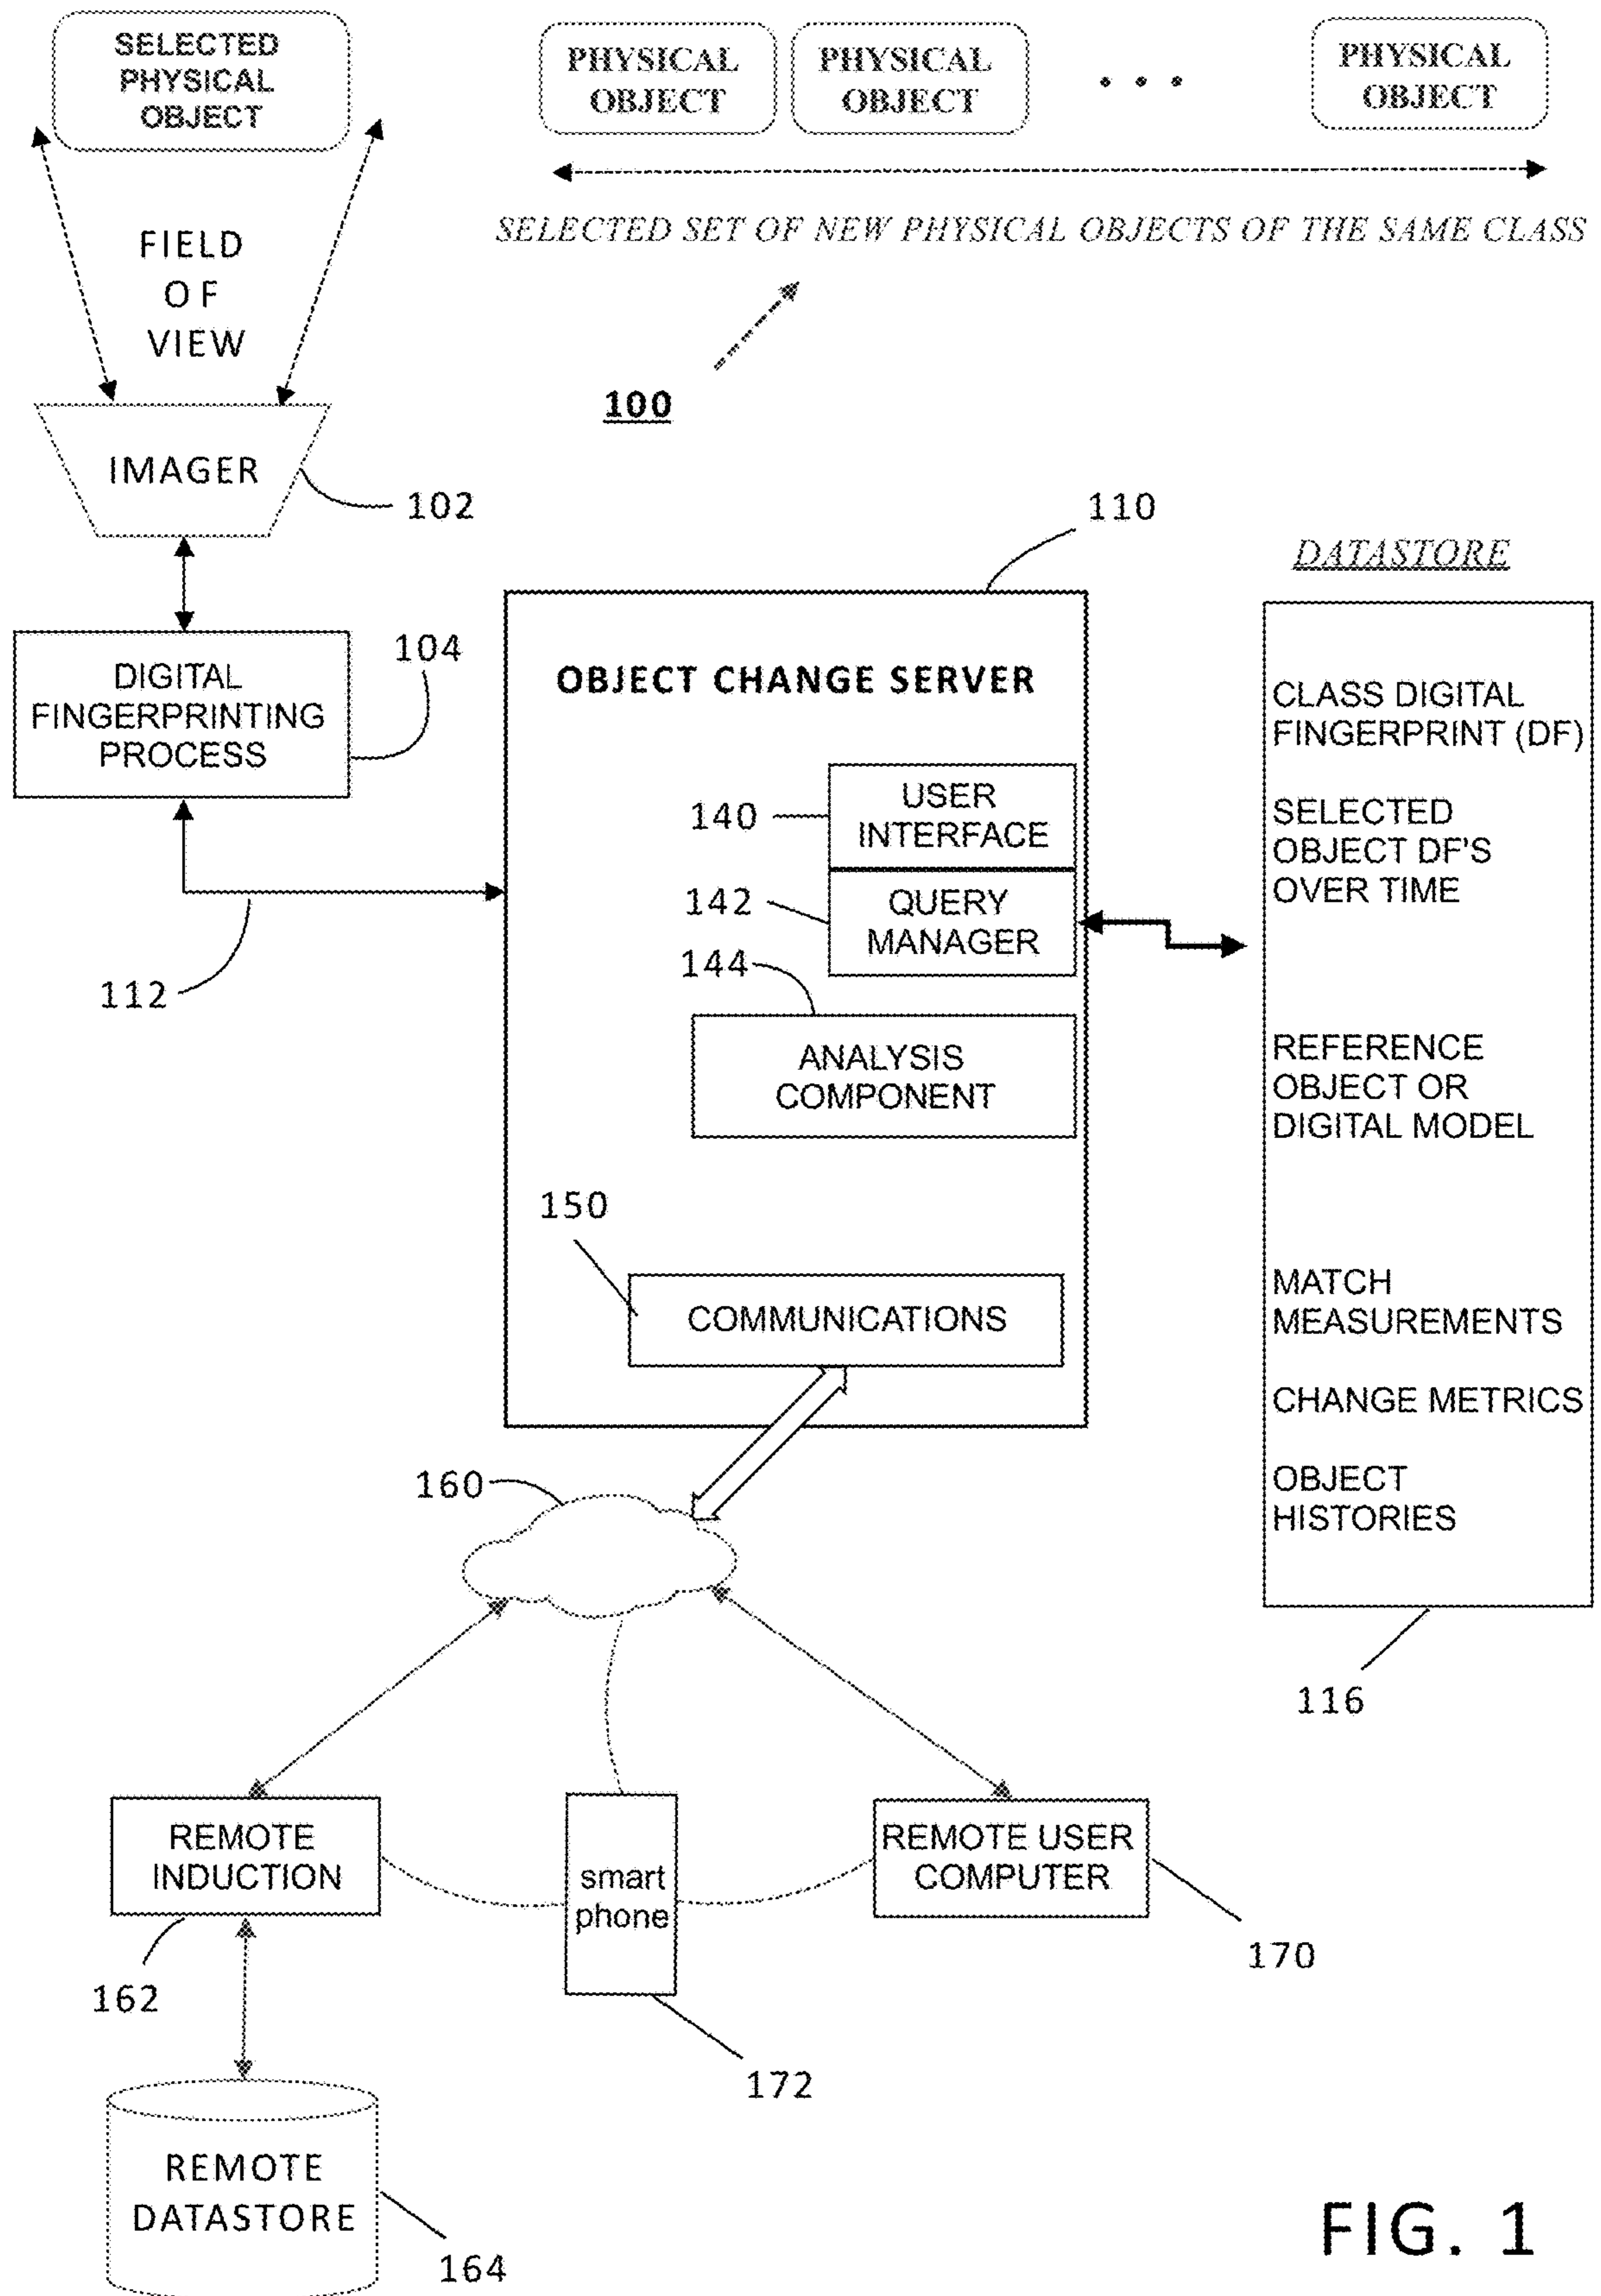 SELECTED
PHYSICAL
OBJECT
PHYSICAL
OBJECT
PHYSICAL
OBJECT
• • •
PHYSICAL
OBJECT
SELECTED SET OF NEW PHYSICAL OBJECTS OF THE SAME CLASS
FIELD
OF
VIEW
100
IMAGER
102
110
DATASTORE
DIGITAL
FINGERPRINTING
PROCESS
104
112
OBJECT CHANGE SERVER
140
USER
INTERFACE
142
QUERY
MANAGER
144
ANALYSIS
COMPONENT
150
COMMUNICATIONS
CLASS DIGITAL
FINGERPRINT (DF)
SELECTED
OBJECT DF'S
OVER TIME
REFERENCE
OBJECT OR
DIGITAL MODEL
MATCH
MEASUREMENTS
CHANGE METRICS
OBJECT
HISTORIES
116
160
REMOTE
INDUCTION
162
smart
phone
172
REMOTE USER
COMPUTER
170
REMOTE
DATASTORE
164
FIG. 1